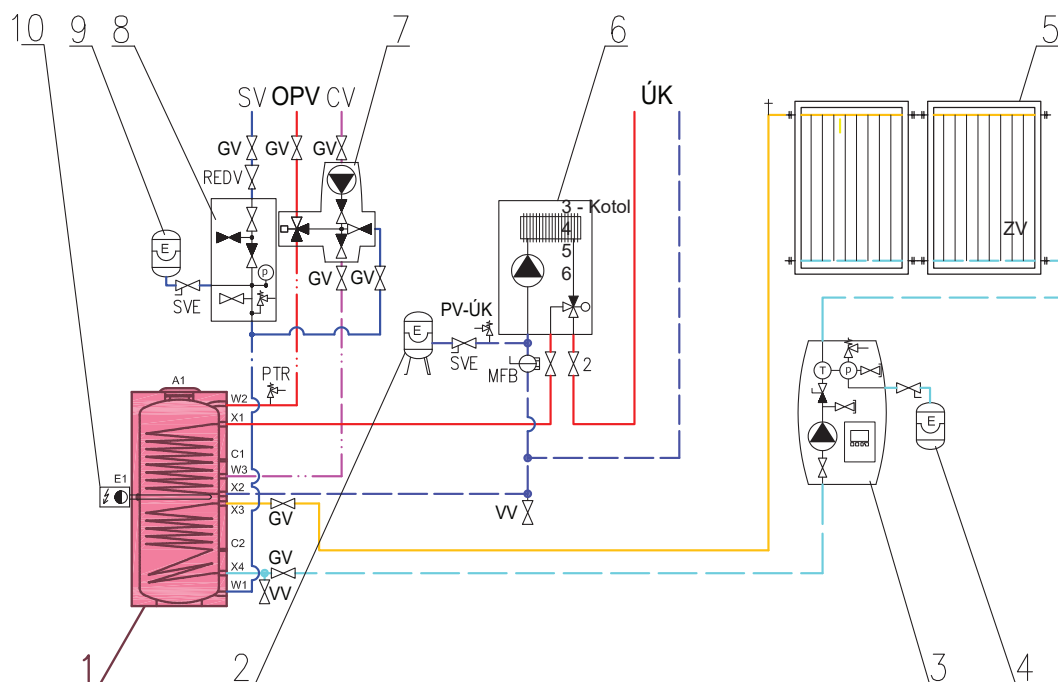 10 9 8 7 6 5
SV OPV CV ÚK
GV GV GV
REDV
3 - Kotol
4
5
6
E
p
ZV
GV GV
SVE
PV-ÚK
E
SVE
MFB
2
PTR
A1
W2
X1
C1
W3
E1
X2
X3
GV
VV
C2
GV
X4
W1
VV
T p
E
1 2 3 4